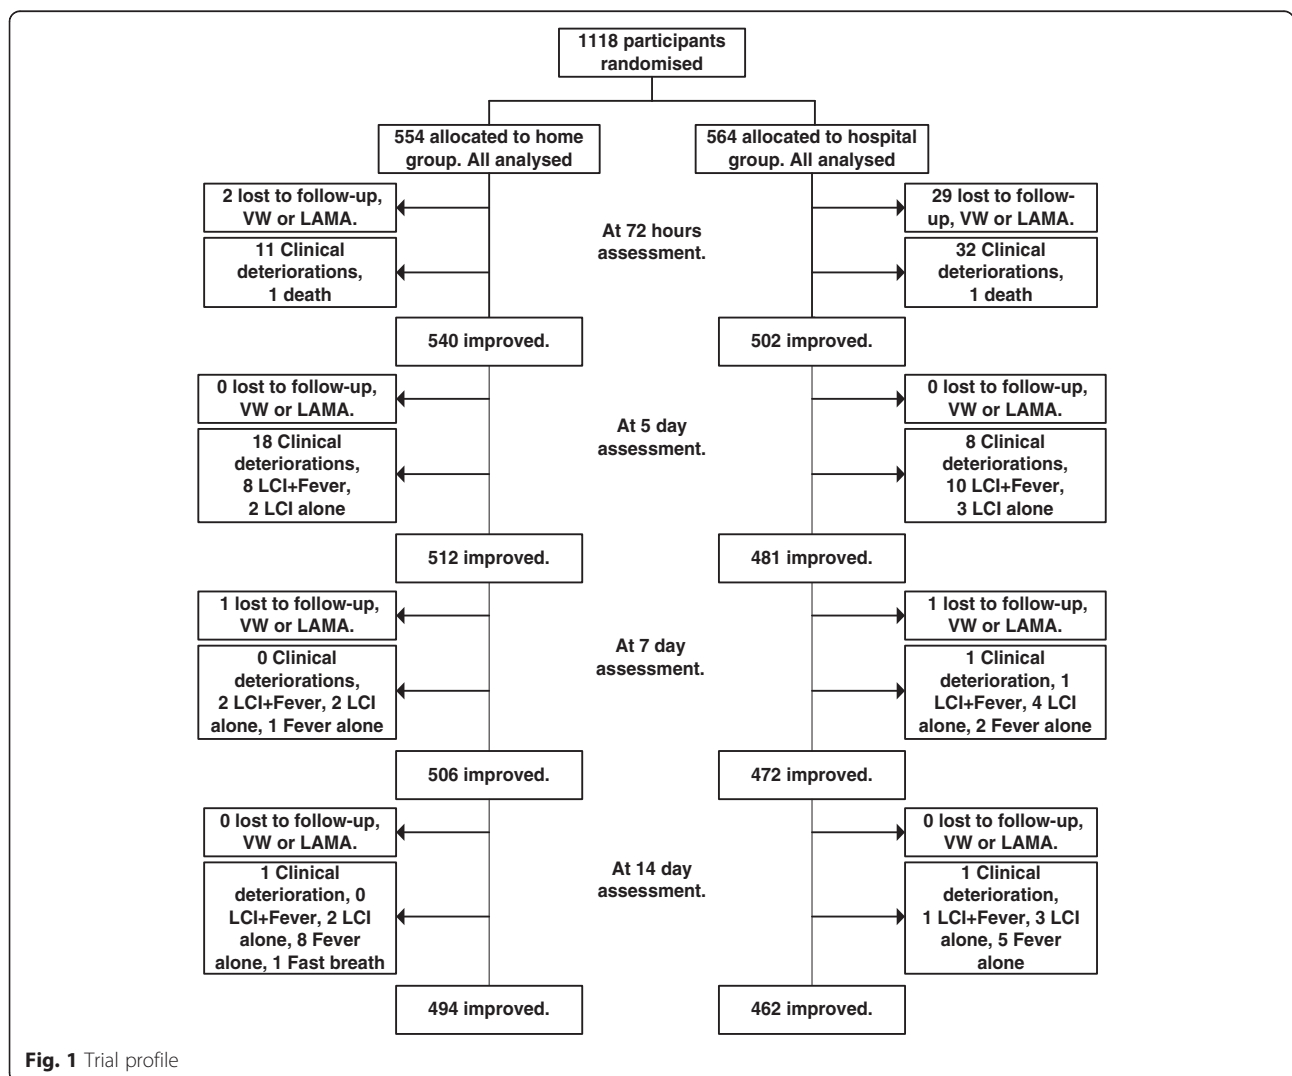 1118 participants
randomised
554 allocated to home
group. All analysed
564 allocated to hospital
group. All analysed
2 lost to follow-up,
VW or LAMA.
29 lost to follow-
up, VW or LAMA.
At 72 hours
assessment.
11 Clinical
deteriorations,
1 death
32 Clinical
deteriorations,
1 death
540 improved.
502 improved.
0 lost to follow-up,
VW or LAMA.
0 lost to follow-up,
VW or LAMA.
At 5 day
assessment.
18 Clinical
deteriorations,
8 LCI+Fever,
2 LCI alone
8 Clinical
deteriorations,
10 LCI+Fever,
3 LCI alone
512 improved.
481 improved.
1 lost to follow-up,
VW or LAMA.
1 lost to follow-up,
VW or LAMA.
At 7 day
assessment.
0 Clinical
deteriorations,
2 LCI+Fever, 2 LCI
alone, 1 Fever alone
1 Clinical
deterioration, 1
LCI+Fever, 4 LCI
alone, 2 Fever alone
506 improved.
472 improved.
0 lost to follow-up,
VW or LAMA.
0 lost to follow-up,
VW or LAMA.
At 14 day
assessment.
1 Clinical
deterioration, 0
LCI+Fever, 2 LCI
alone, 8 Fever
alone, 1 Fast breath
1 Clinical
deterioration,
1 LCI+Fever, 3 LCI
alone, 5 Fever
alone
494 improved.
462 improved.
Fig. 1 Trial profile